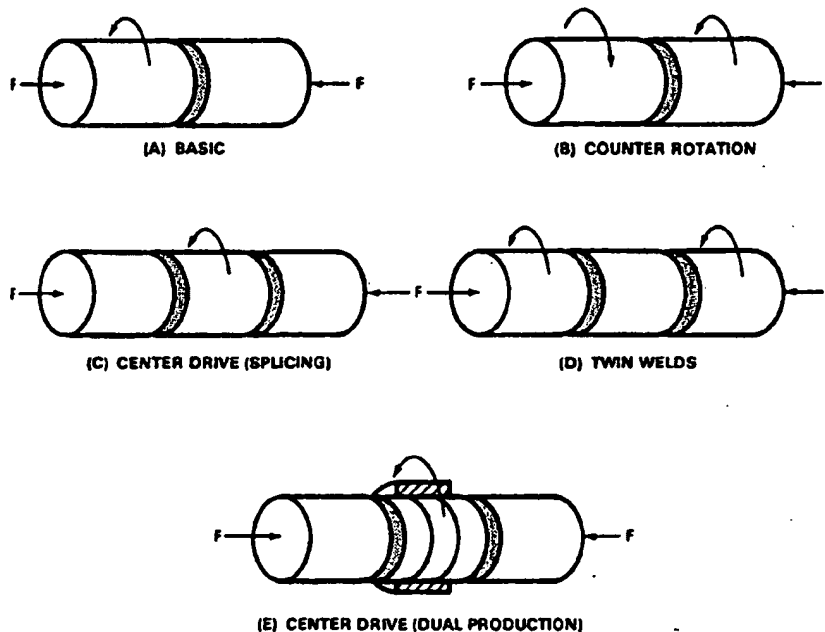 F F
(A) BASIC
(B) COUNTER ROTATION
F F
(C) CENTER DRIVE (SPLICING)
(D) TWIN WELDS
F F
(E) CENTER DRIVE (DUAL PRODUCTION)